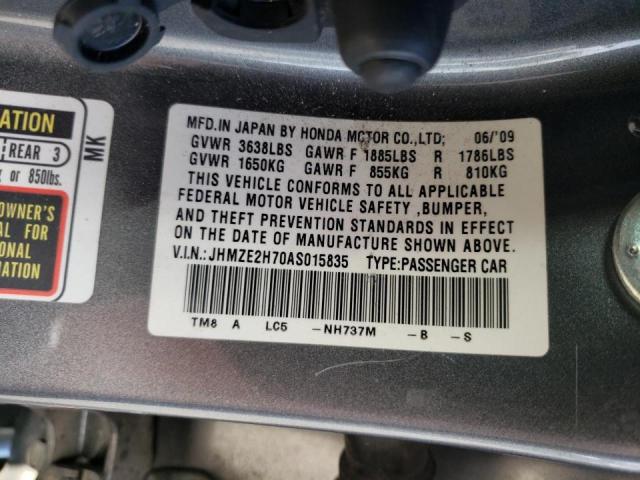 ATION
REAR 3
or 850lbs.
OWNER'S
AL FOR
ONAL
MATION
MK
MFD.IN JAPAN BY HONDA MOTOR CO.,LTD; 06/'09
GVWR 3638LBS GAWR F 1885LBS R 1786LBS
GVWR 1650KG GAWR F 855KG R 810KG
THIS VEHICLE CONFORMS TO ALL APPLICABLE
FEDERAL MOTOR VEHICLE SAFETY ,BUMPER,
AND THEFT PREVENTION STANDARDS IN EFFECT
ON THE DATE OF MANUFACTURE SHOWN ABOVE.
V.I.N.:JHMZE2H70AS015835 TYPE:PASSENGER CAR
TM8 A LC5 -NH737M -B -S